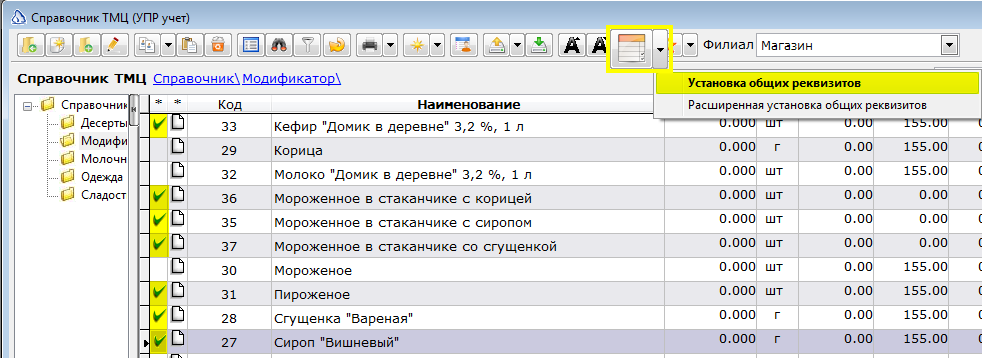 Справочник ТМЦ (УПР учет)
Филиал Магазин
Справочник ТМЦ Справочник\ Модификатор\
Установка общих реквизитов
Расширенная установка общих реквизитов
Справочник
Десерты
Модифи
Молочн
Одежда
Сладост
* * Код Наименование
33 Кефир "Домик в деревне" 3,2 %, 1 л 0.000 шт 0.00 155.00
29 Корица 0.000 г 0.00 155.00
32 Молоко "Домик в деревне" 3,2 %, 1 л 0.000 шт 0.00 155.00
36 Мороженное в стаканчике с корицей 0.000 шт 0.00 0.00
35 Мороженное в стаканчике с сиропом 0.000 шт 0.00 0.00
37 Мороженное в стаканчике со сгущенкой 0.000 шт 0.00 0.00
30 Мороженое 0.000 шт 0.00 155.00
31 Пироженое 0.000 шт 0.00 155.00
28 Сгущенка "Вареная" 0.000 г 0.00 155.00
27 Сироп "Вишневый" 0.000 г 0.00 155.00